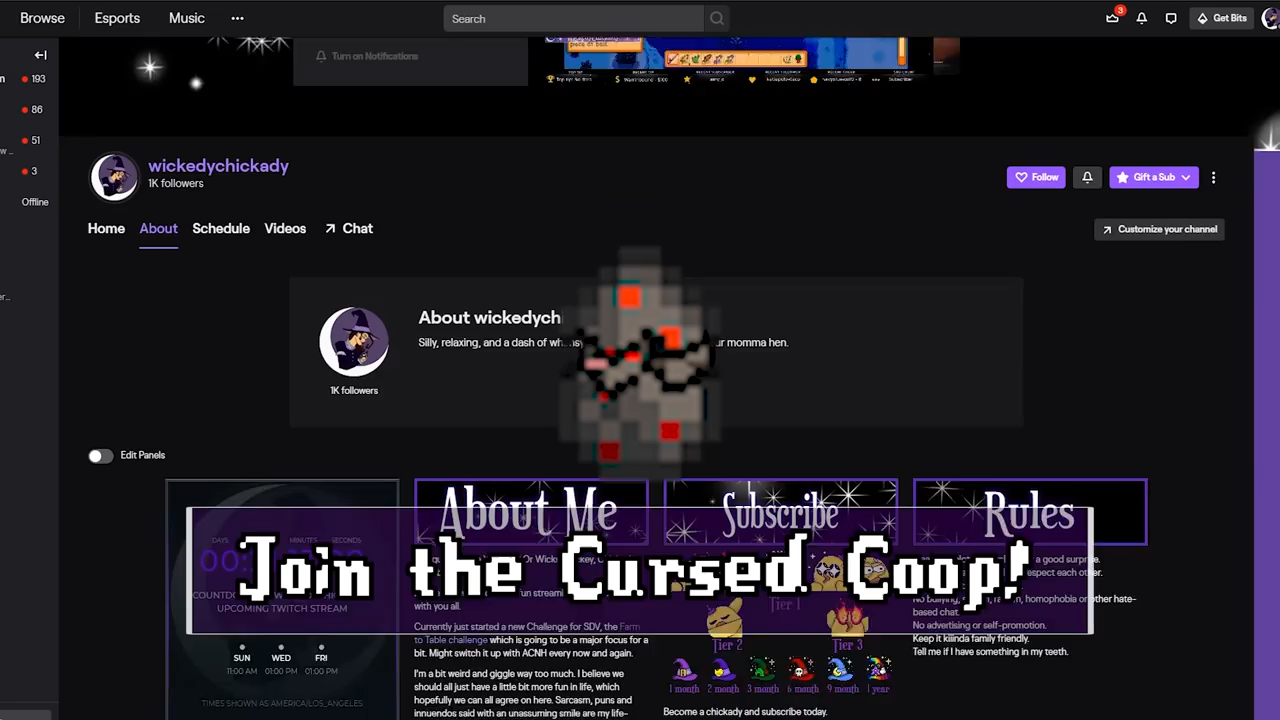 Browse Esports Music ••• Search 3 Get Bits
193
86
51
3
Offline
Turn on Notifications
wickedychickady
1K followers
Follow Gift a Sub
Home About Schedule Videos Chat
Customize your channel
About wickedych
Silly, relaxing, and a dash of ur momma hen.
1K followers
Edit Panels
About Me Subscribe Rules
Join the Cursed Coop!
DAYS MINUTES SECONDS
UPCOMING TWITCH STREAM
SUN WED FRI
11:00 AM 01:00 PM 01:00 PM
TIMES SHOWN AS AMERICA/LOS_ANGELES
with you all.
Currently just started a new Challenge for SDV, the Farm
to Table challenge which is going to be a major focus for a
bit. Might switch it up with ACNH every now and again.
I'm a bit weird and giggle way too much. I believe we
should all just have a little bit more fun in life, which
hopefully we can all agree on here. Sarcasm, puns and
innuendos said with an unassuming smile are my life-
Tier 1
Tier 2 Tier 3
1 month 2 month 3 month 6 month 9 month 1 year
Become a chickady and subscribe today.
a good surprise.
respect each other.
homophobia or other hate-
based chat.
No advertising or self-promotion.
Keep it kiinda family friendly.
Tell me if I have something in my teeth.